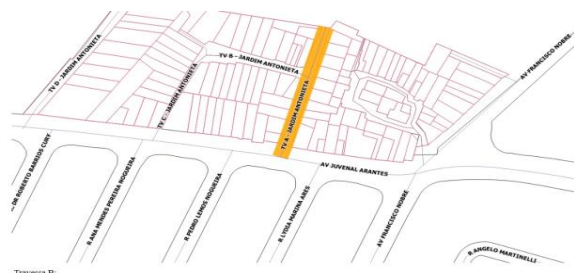 TV D - JARDIM ANTONIETA
TV B - JARDIM ANTONIETA
TV C - JARDIM ANTONIETA
TV A - JARDIM ANTONIETA
AV FRANCISCO NOBRE
AV JUVENAL ARANTES
DR ROBERTO BARRIOS CURY
R ANA MENDES PEREIRA NOGUEIRA
R PEDRO LEMOS NOGUEIRA
R LYDIA MARINA ARES
AV FRANCISCO NOBRE
R ANGELO MARTINELLI
Travessa B: